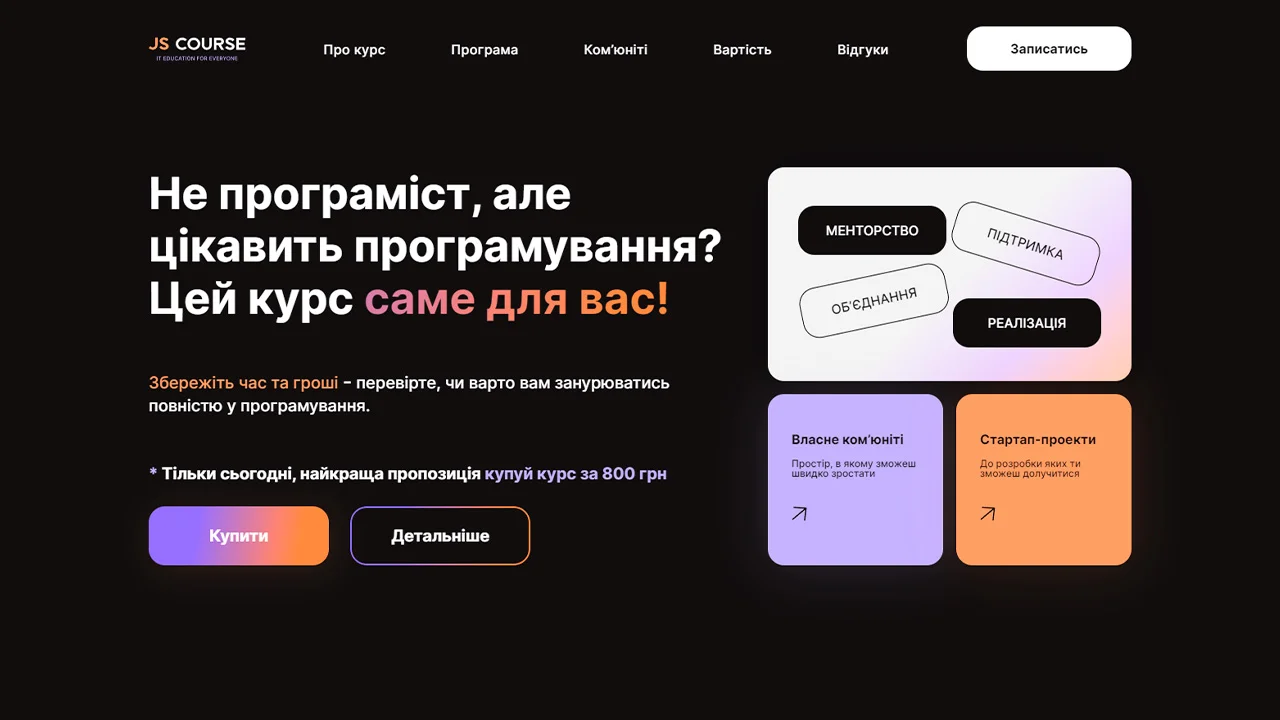 JS COURSE
IT EDUCATION FOR EVERYONE
Про курс
Програма
Ком’юніті
Вартість
Відгуки
Записатись
Не програміст, але
цікавить програмування?
Цей курс саме для вас!
Збережіть час та гроші – перевірте, чи варто вам занурюватись
повністю у програмування.
* Тільки сьогодні, найкраща пропозиція купуй курс за 800 грн
Купити
Детальніше
МЕНТОРСТВО
ПІДТРИМКА
ОБ’ЄДНАННЯ
РЕАЛІЗАЦІЯ
Власне ком’юніті
Простір, в якому зможеш
швидко зростати
Стартап-проекти
До розробки яких ти
зможеш долучитися